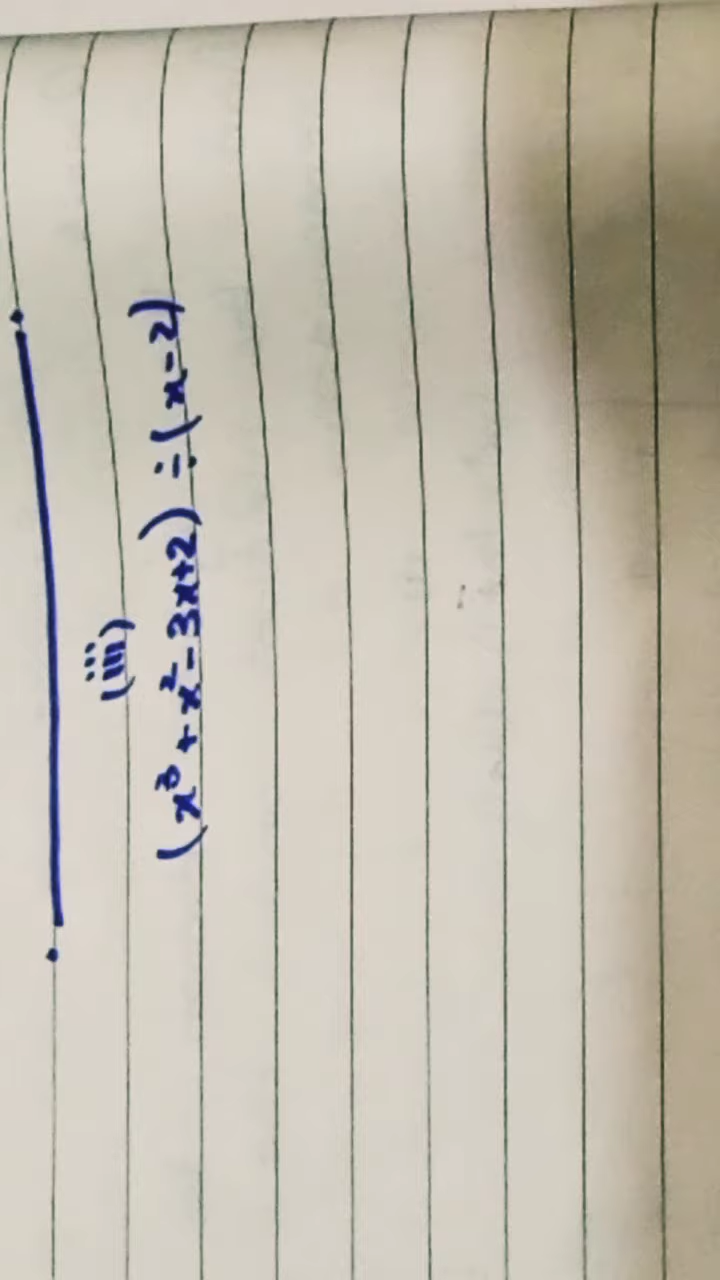 (iii)
(x³ + x² - 3x + 2) ÷ (x - 2)